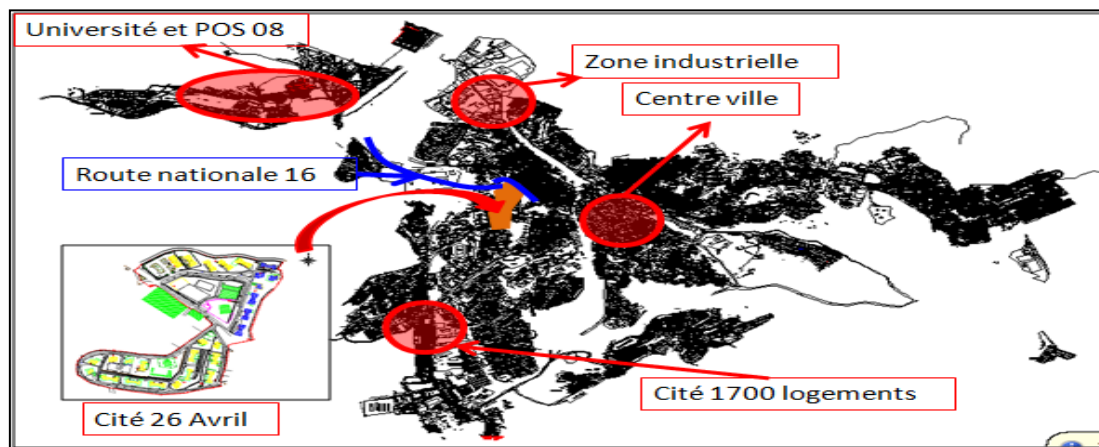 Université et POS 08
Zone industrielle
Centre ville
Route nationale 16
Cité 1700 logements
Cité 26 Avril